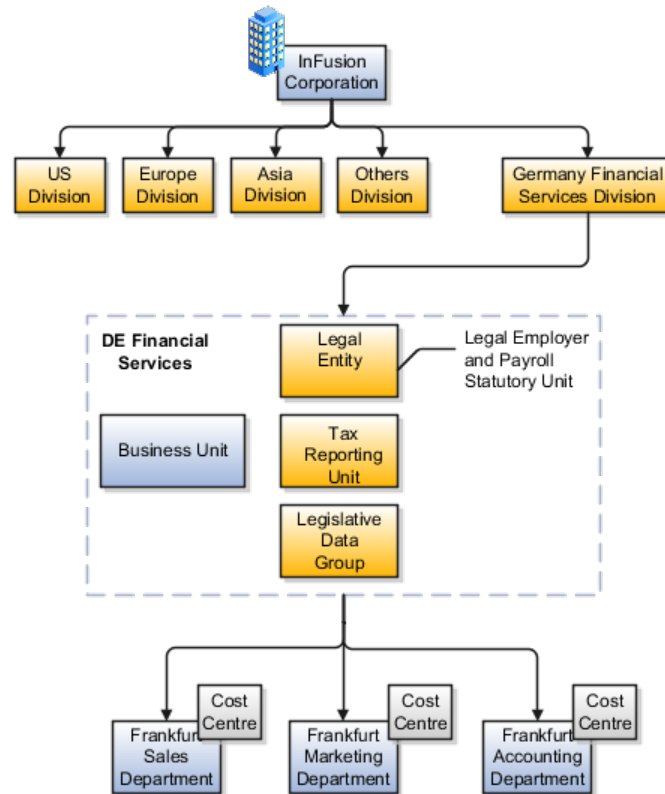 InFusion
Corporation
US
Division
Europe
Division
Asia
Division
Others
Division
Germany Financial
Services Division
DE Financial
Services
Legal
Entity
Legal Employer
and Payroll
Statutory Unit
Business Unit
Tax
Reporting
Unit
Legislative
Data
Group
Cost
Centre
Frankfurt
Sales
Department
Cost
Centre
Frankfurt
Marketing
Department
Cost
Centre
Frankfurt
Accounting
Department